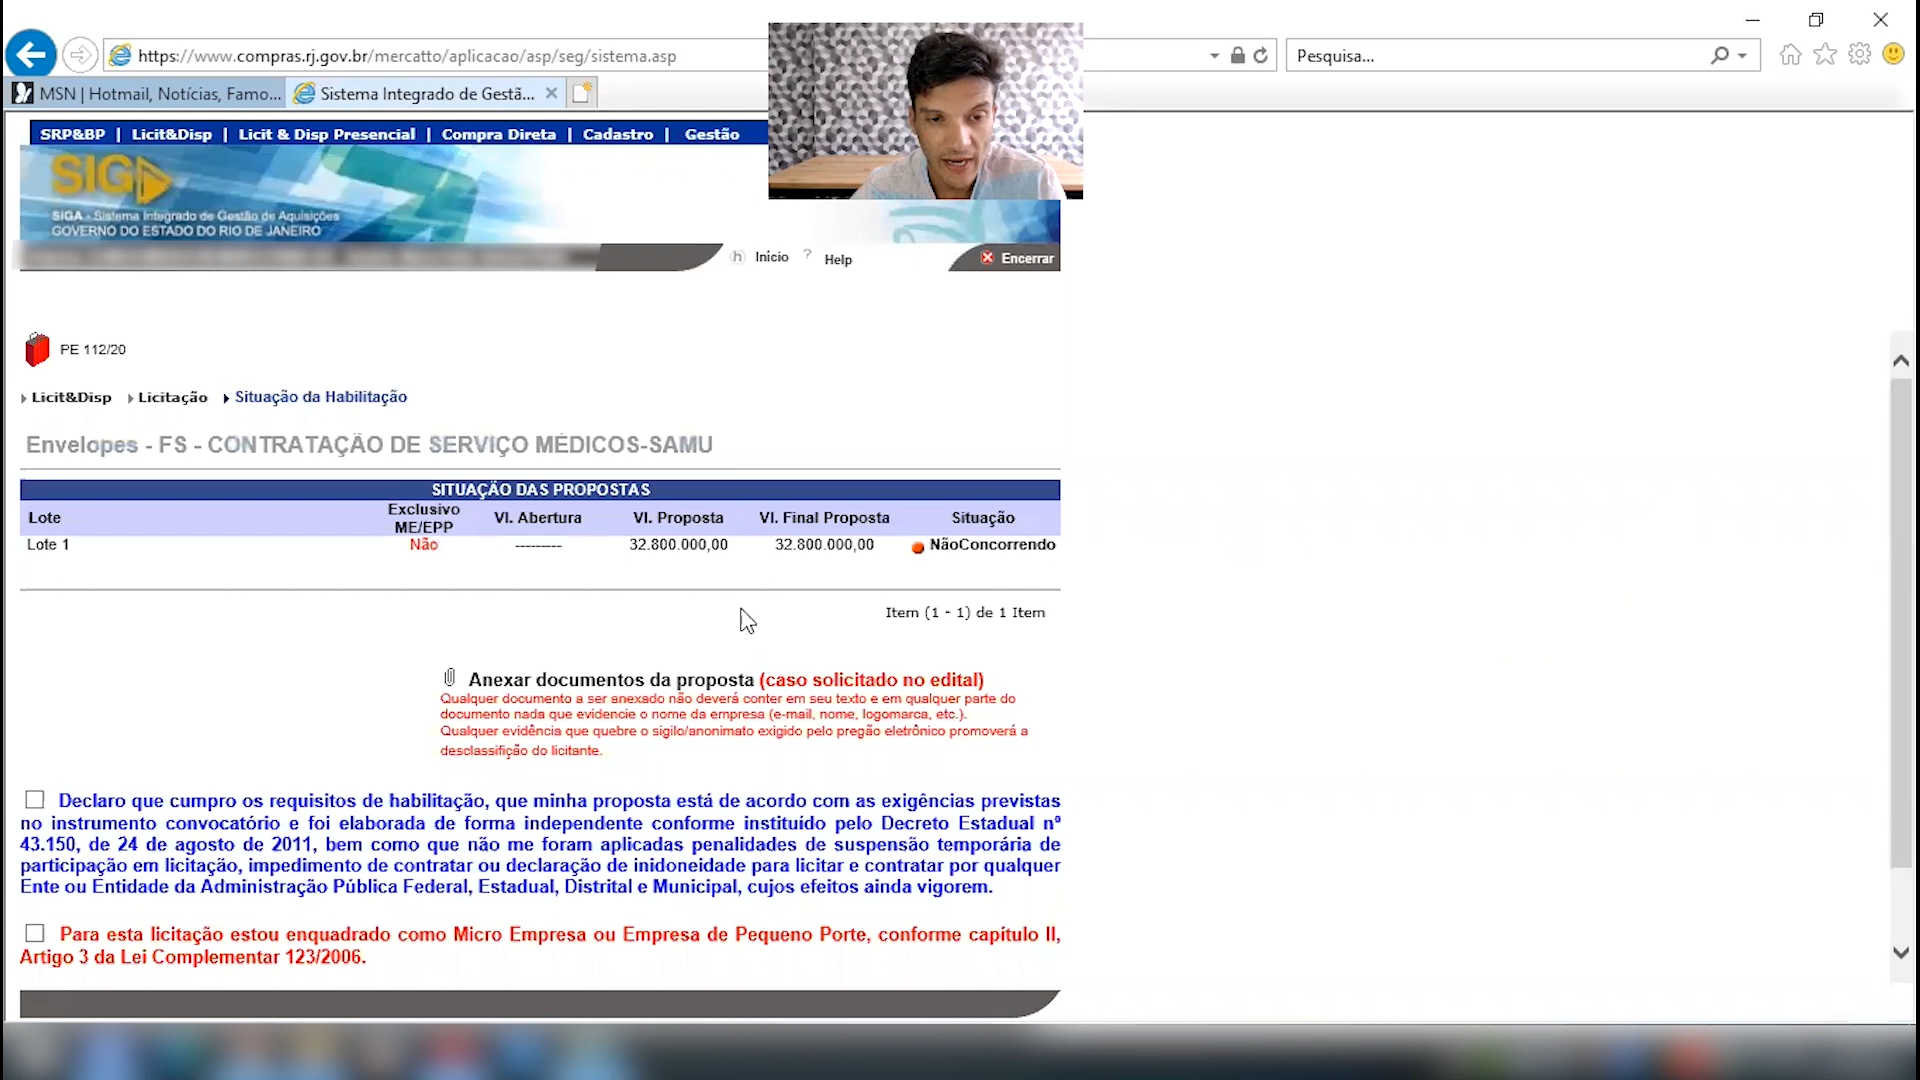 https://www.compras.rj.gov.br/mercatto/aplicacao/asp/seg/sistema.asp
Pesquisa...
MSN | Hotmail, Notícias, Famo...
Sistema Integrado de Gestã...
SRP&BP | Licit&Disp | Licit & Disp Presencial | Compra Direta | Cadastro | Gestão
SIGA
SIGA - Sistema Integrado de Gestão de Aquisições
GOVERNO DO ESTADO DO RIO DE JANEIRO
h Início ? Help
Encerrar
PE 112/20
Licit&Disp Licitação Situação da Habilitação
Envelopes - FS - CONTRATAÇÃO DE SERVIÇO MÉDICOS-SAMU
SITUAÇÃO DAS PROPOSTAS
Lote Exclusivo ME/EPP Vl. Abertura Vl. Proposta Vl. Final Proposta Situação
Lote 1 Não --------- 32.800.000,00 32.800.000,00 NãoConcorrendo
Item (1 - 1) de 1 Item
Anexar documentos da proposta (caso solicitado no edital)
Qualquer documento a ser anexado não deverá conter em seu texto e em qualquer parte do
documento nada que evidencie o nome da empresa (e-mail, nome, logomarca, etc.).
Qualquer evidência que quebre o sigilo/anonimato exigido pelo pregão eletrônico promoverá a
desclassifição do licitante.
Declaro que cumpro os requisitos de habilitação, que minha proposta está de acordo com as exigências previstas
no instrumento convocatório e foi elaborada de forma independente conforme instituído pelo Decreto Estadual nº
43.150, de 24 de agosto de 2011, bem como que não me foram aplicadas penalidades de suspensão temporária de
participação em licitação, impedimento de contratar ou declaração de inidoneidade para licitar e contratar por qualquer
Ente ou Entidade da Administração Pública Federal, Estadual, Distrital e Municipal, cujos efeitos ainda vigorem.
Para esta licitação estou enquadrado como Micro Empresa ou Empresa de Pequeno Porte, conforme capítulo II,
Artigo 3 da Lei Complementar 123/2006.